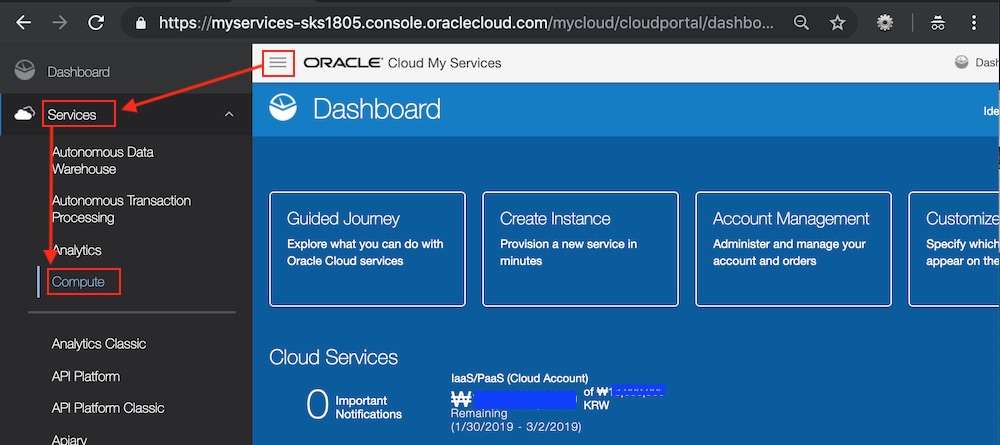 https://myservices-sks1805.console.oraclecloud.com/mycloud/cloudportal/dashbo...
Dashboard
Services
Autonomous Data
Warehouse
Autonomous Transaction
Processing
Analytics
Compute
Analytics Classic
API Platform
API Platform Classic
Apiary
ORACLE Cloud My Services
Dash
Dashboard
Ide
Guided Journey
Explore what you can do with
Oracle Cloud services
Create Instance
Provision a new service in
minutes
Account Management
Administer and manage your
account and orders
Customize
Specify which
appear on the
Cloud Services
0 Important
Notifications
IaaS/PaaS (Cloud Account)
₩
of ₩
KRW
Remaining
(1/30/2019 - 3/2/2019)